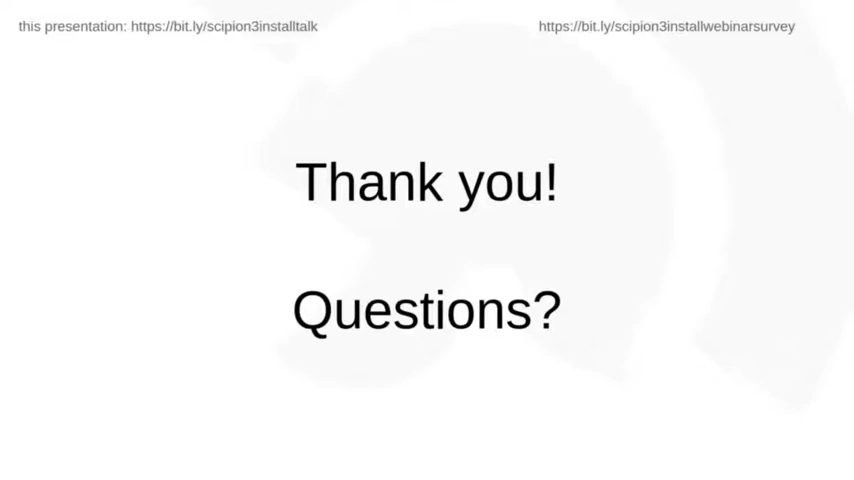 this presentation: https://bit.ly/scipion3installtalk
https://bit.ly/scipion3installwebinarsurvey
Thank you!
Questions?